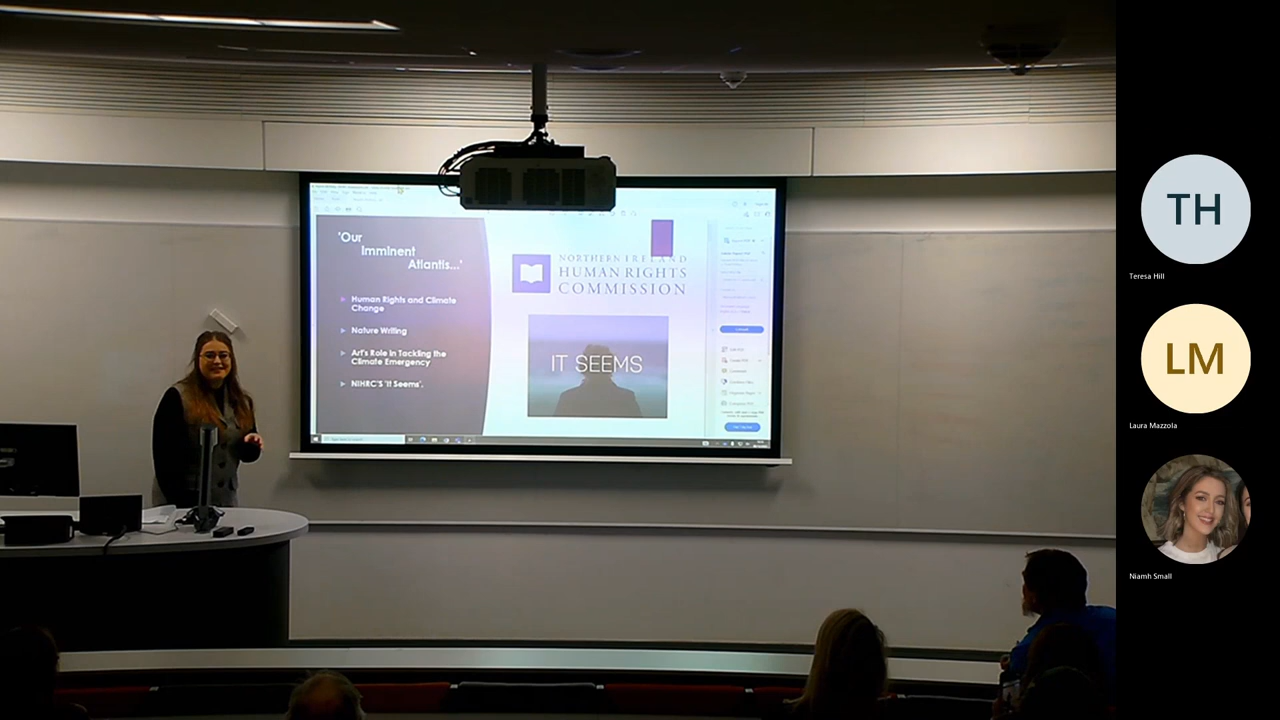 'Our
Imminent
Atlantis...'
Human Rights and Climate
Change
Nature Writing
Art's Role in Tackling the
Climate Emergency
NIHRC'S 'It Seems'.
NORTHERN IRELAND
HUMAN RIGHTS
COMMISSION
IT SEEMS
TH
Teresa Hill
LM
Laura Mazzola
Niamh Small